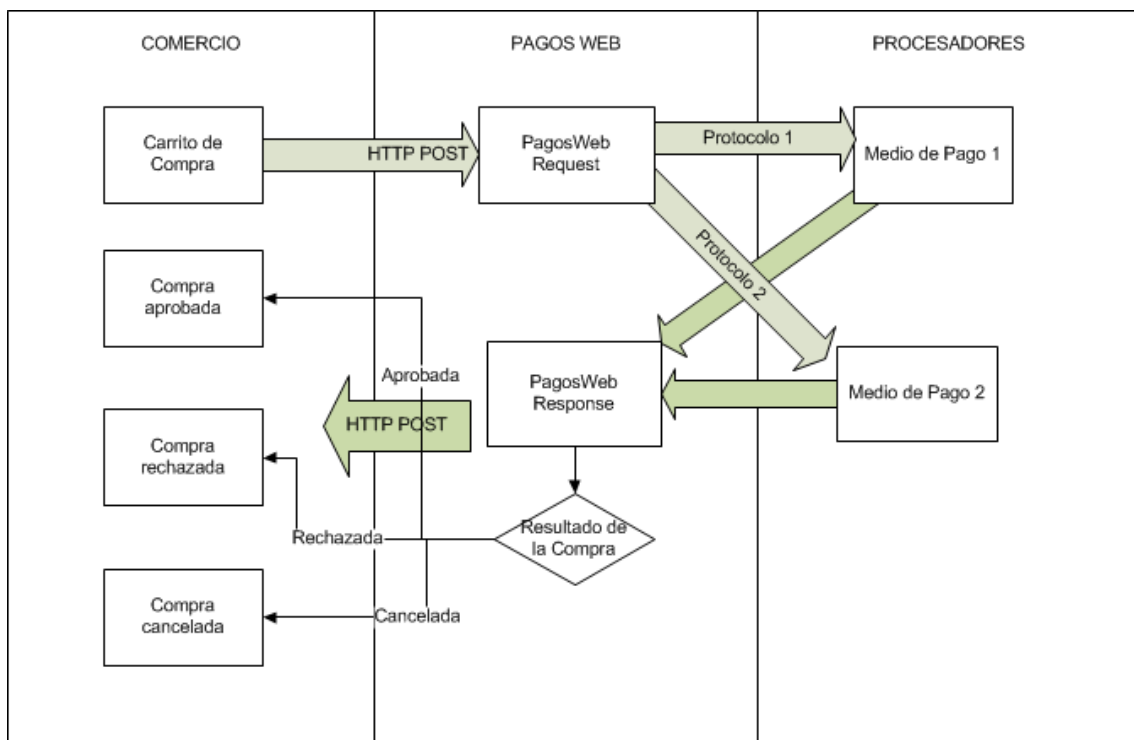 COMERCIO
PAGOS WEB
PROCESADORES
Carrito de
Compra
HTTP POST
PagosWeb
Request
Protocolo 1
Medio de Pago 1
Protocolo 2
Compra
aprobada
Aprobada
HTTP POST
PagosWeb
Response
Medio de Pago 2
Compra
rechazada
Rechazada
Resultado de
la Compra
Compra
cancelada
Cancelada